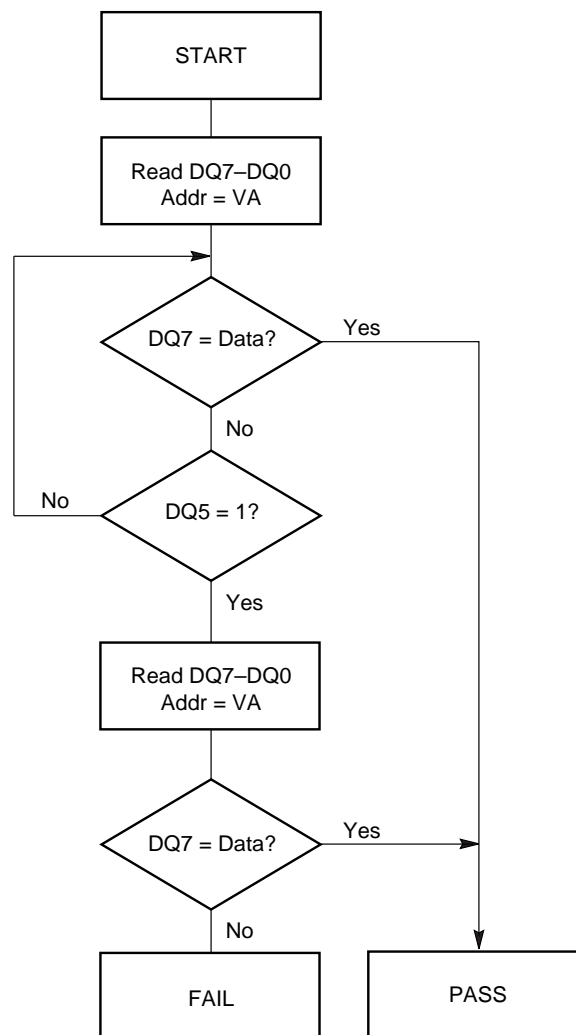 START
Read DQ7–DQ0
Addr = VA
DQ7 = Data?
Yes
No
No
DQ5 = 1?
Yes
Read DQ7–DQ0
Addr = VA
DQ7 = Data?
Yes
No
FAIL
PASS